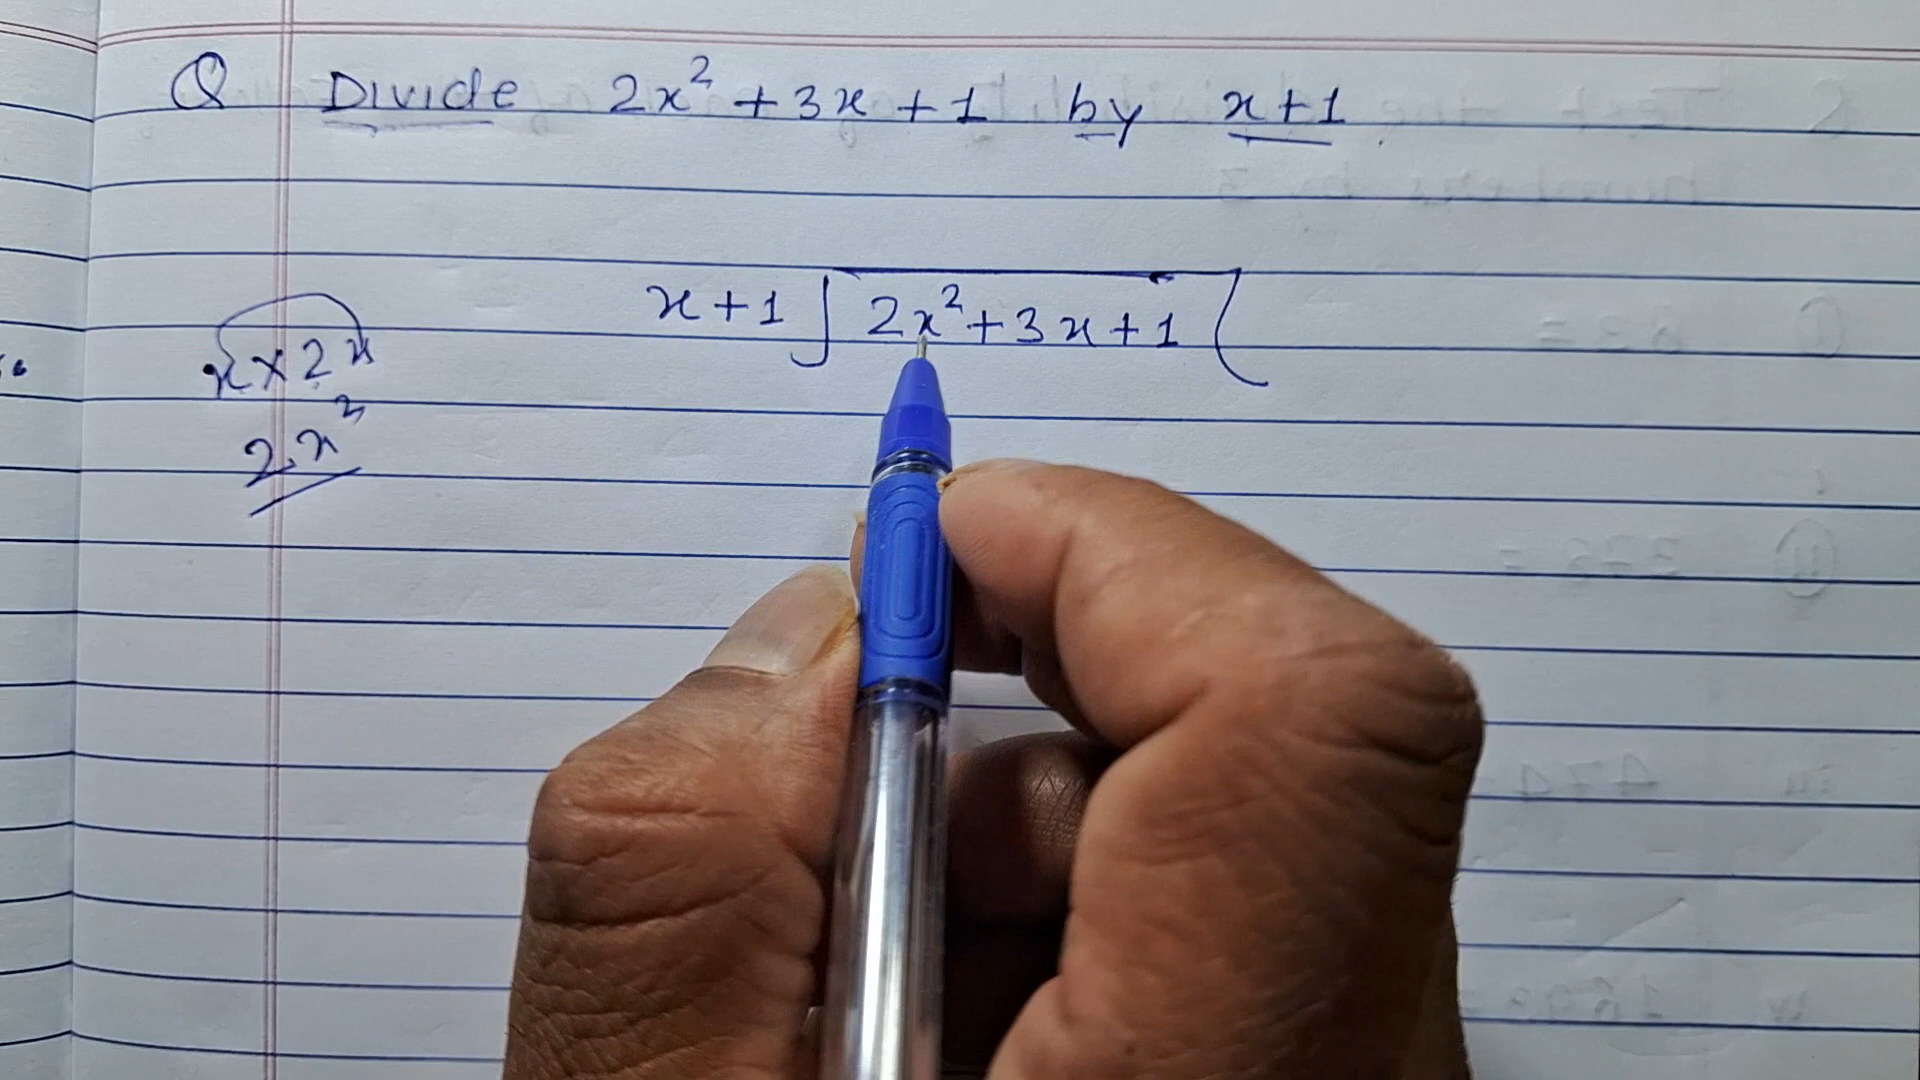 Q Divide 2x² + 3x + 1 by x + 1
x + 1 ) 2x² + 3x + 1 (
x × 2x
2x²